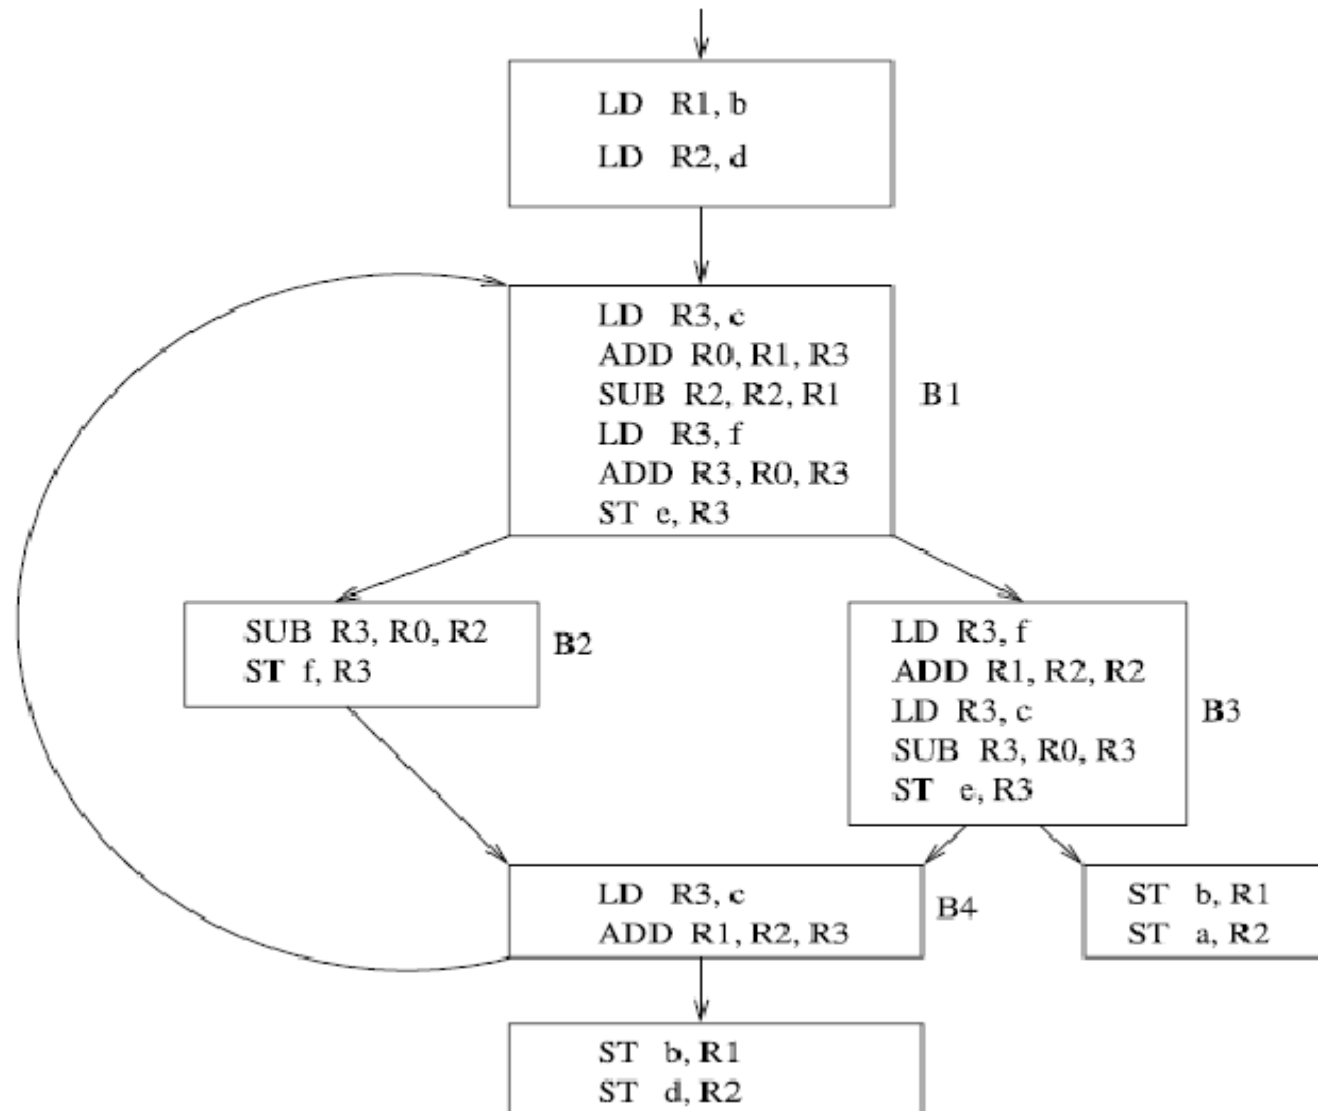 LD R1, b
LD R2, d
LD R3, c
ADD R0, R1, R3
SUB R2, R2, R1
LD R3, f
ADD R3, R0, R3
ST e, R3
B1
SUB R3, R0, R2
ST f, R3
B2
LD R3, f
ADD R1, R2, R2
LD R3, c
SUB R3, R0, R3
ST e, R3
B3
LD R3, c
ADD R1, R2, R3
B4
ST b, R1
ST a, R2
ST b, R1
ST d, R2